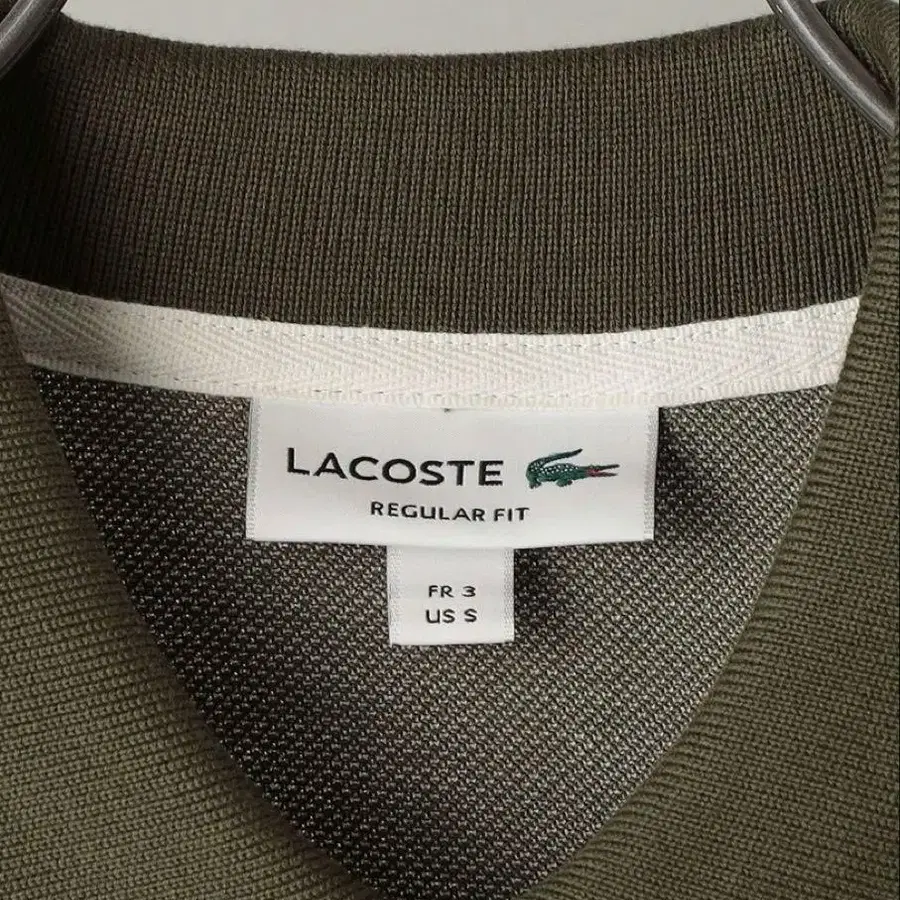 LACOSTE
REGULAR FIT
FR 3
US S